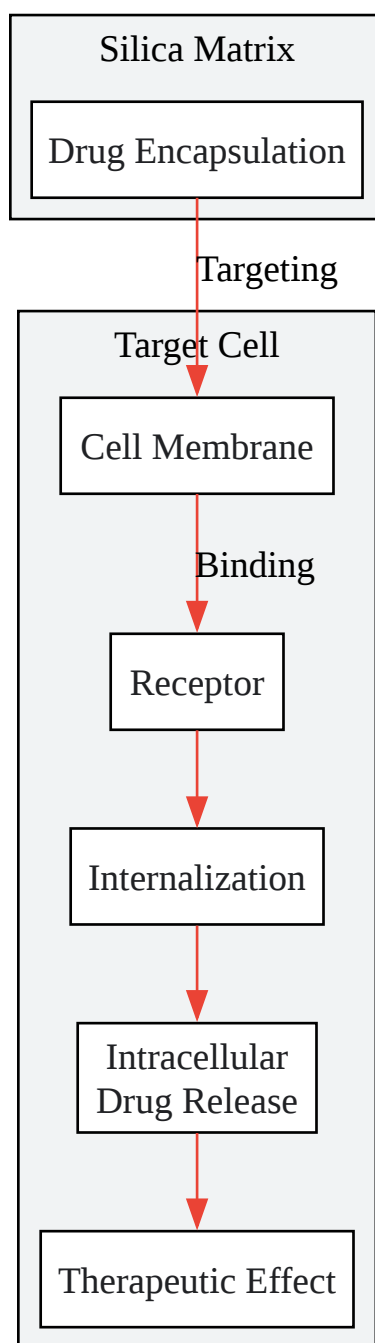 Silica Matrix
Drug Encapsulation
Targeting
Target Cell
Cell Membrane
Binding
Receptor
Internalization
Intracellular
Drug Release
Therapeutic Effect